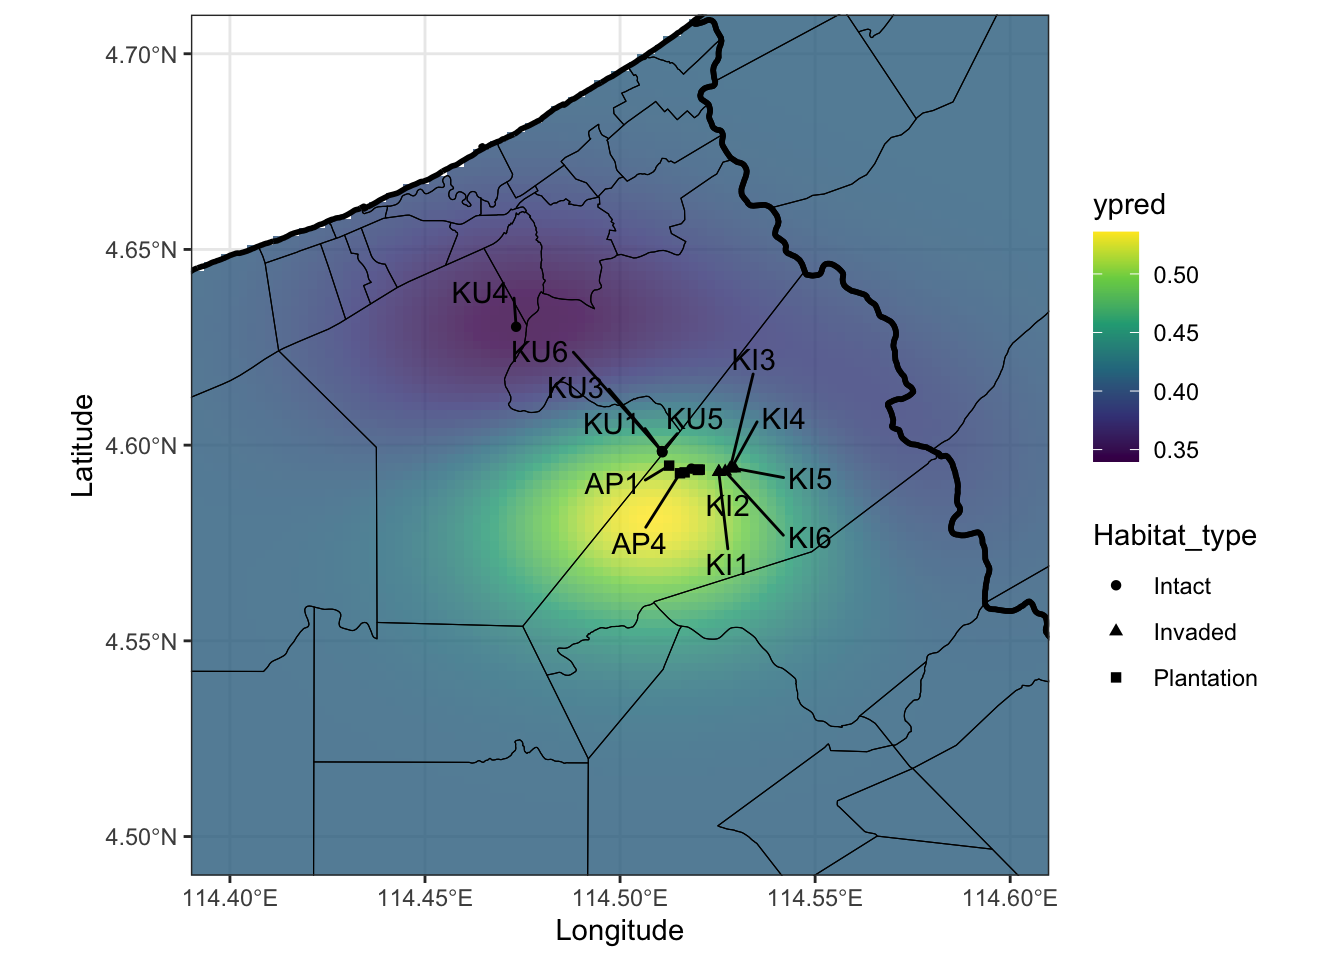 4.70°N
4.65°N
4.60°N
4.55°N
4.50°N
Latitude
KU4
KU6
KI3
KU3
KU1
KU5
KI4
AP1
KI5
KI2
AP4
KI6
KI1
114.40°E
114.45°E
114.50°E
114.55°E
114.60°E
Longitude
ypred
0.50
0.45
0.40
0.35
Habitat_type
Intact
Invaded
Plantation